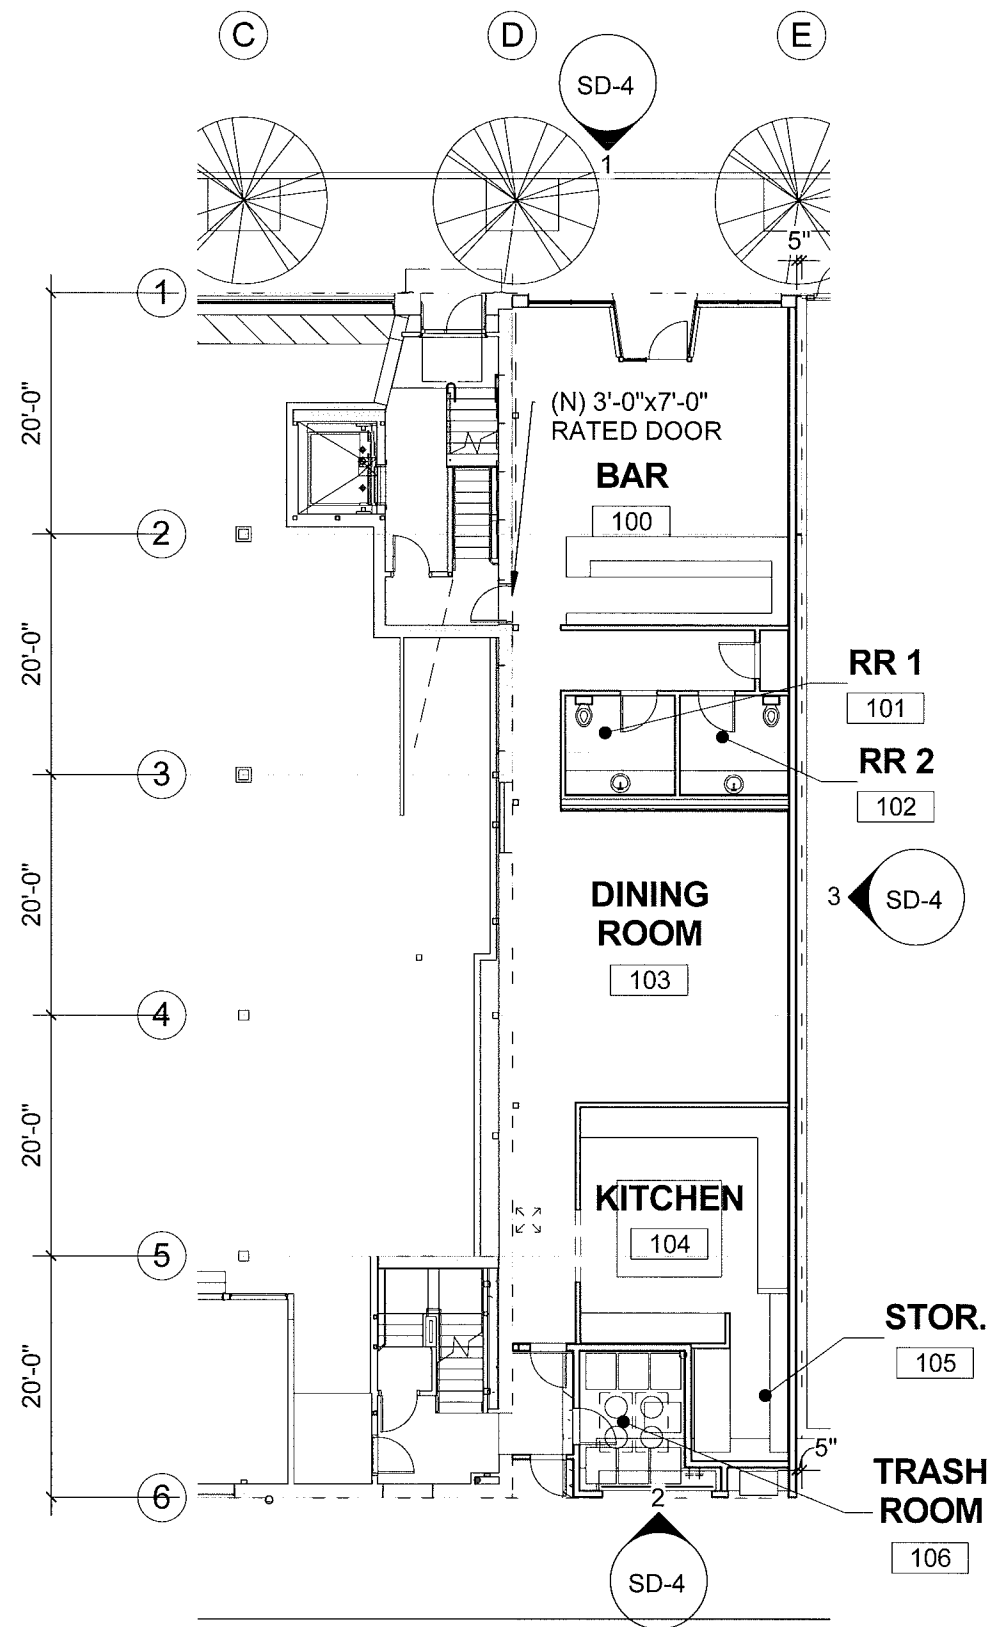 C
D
E
SD-4
1
5"
1
20'-0"
(N) 3'-0"x7'-0"
RATED DOOR
BAR
100
2
20'-0"
RR 1
101
RR 2
102
3
20'-0"
DINING
ROOM
103
3
SD-4
4
20'-0"
KITCHEN
104
5
20'-0"
STOR.
105
5"
TRASH
ROOM
106
6
2
SD-4